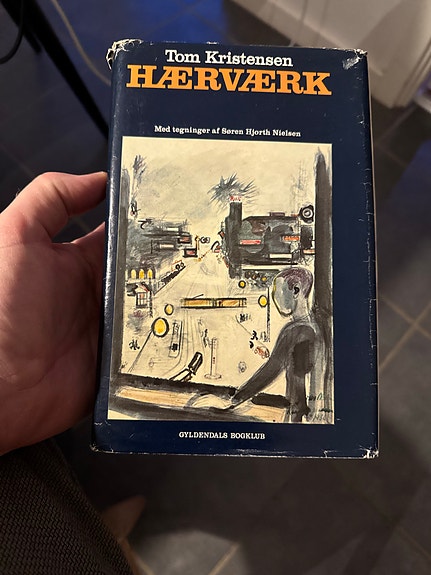 Tom Kristensen
HÆRVÆRK
Med tegninger af Søren Hjorth Nielsen
GYLDENDALS BOGKLUB